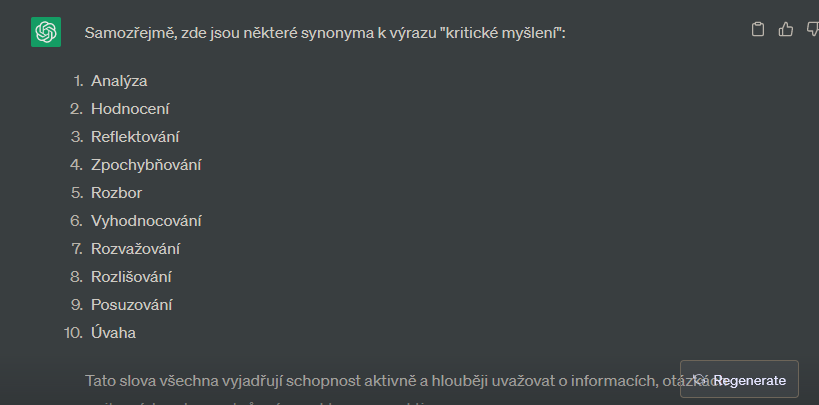 Samozřejmě, zde jsou některé synonyma k výrazu "kritické myšlení":
1. Analýza
2. Hodnocení
3. Reflektování
4. Zpochybňování
5. Rozbor
6. Vyhodnocování
7. Rozvažování
8. Rozlišování
9. Posuzování
10. Úvaha
Tato slova všechna vyjadřují schopnost aktivně a hlouběji uvažovat o informacích,
Regenerate